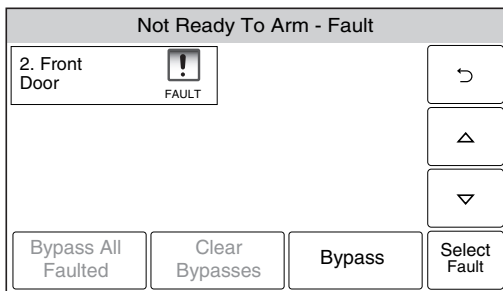 Not Ready To Arm - Fault
2. Front
Door
FAULT
Bypass All
Faulted
Clear
Bypasses
Bypass
Select
Fault